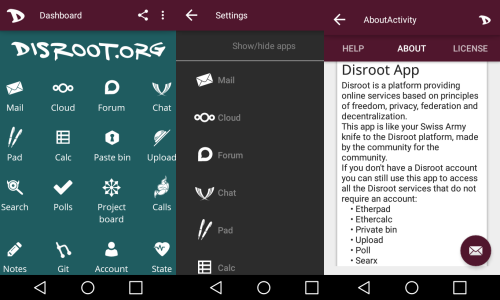 Dashboard
DISROOT.ORG
Mail Cloud Forum Chat
Pad Calc Paste bin Upload
Search Polls Project board Calls
Notes Git Account State
Settings
Show/hide apps
Mail
Cloud
Forum
Chat
Pad
Calc
AboutActivity
HELP ABOUT LICENSE
Disroot App
Disroot is a platform providing
online services based on principles
of freedom, privacy, federation and
decentralization.
This app is like your Swiss Army
knife to the Disroot platform, made
by the community for the
community.
If you don't have a Disroot account
you can still use this app to access
all the Disroot services that do not
require an account:
• Etherpad
• Ethercalc
• Private bin
• Upload
• Poll
• Searx